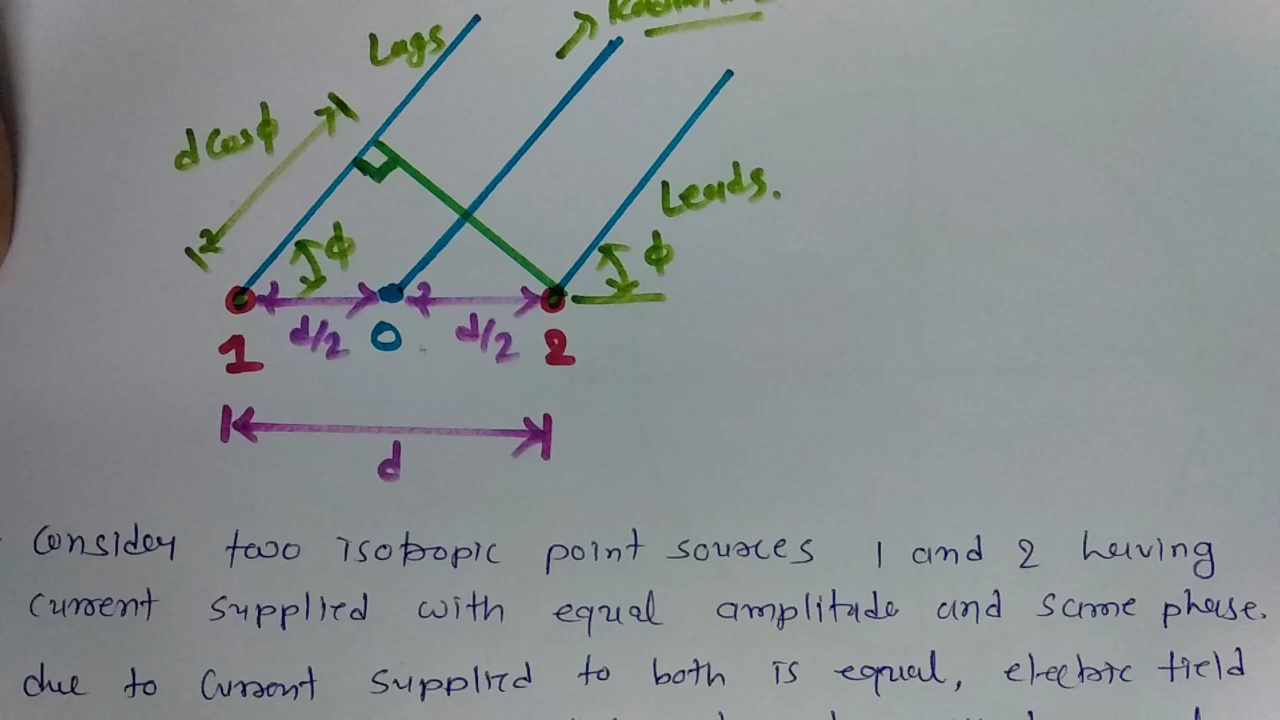 Lags
d cos ϕ
Leads.
ϕ
ϕ
d/2
d/2
1
0
2
d
Consider two isotropic point sources 1 and 2 having
current supplied with equal amplitude and same phase.
due to current supplied to both is equal, electric field